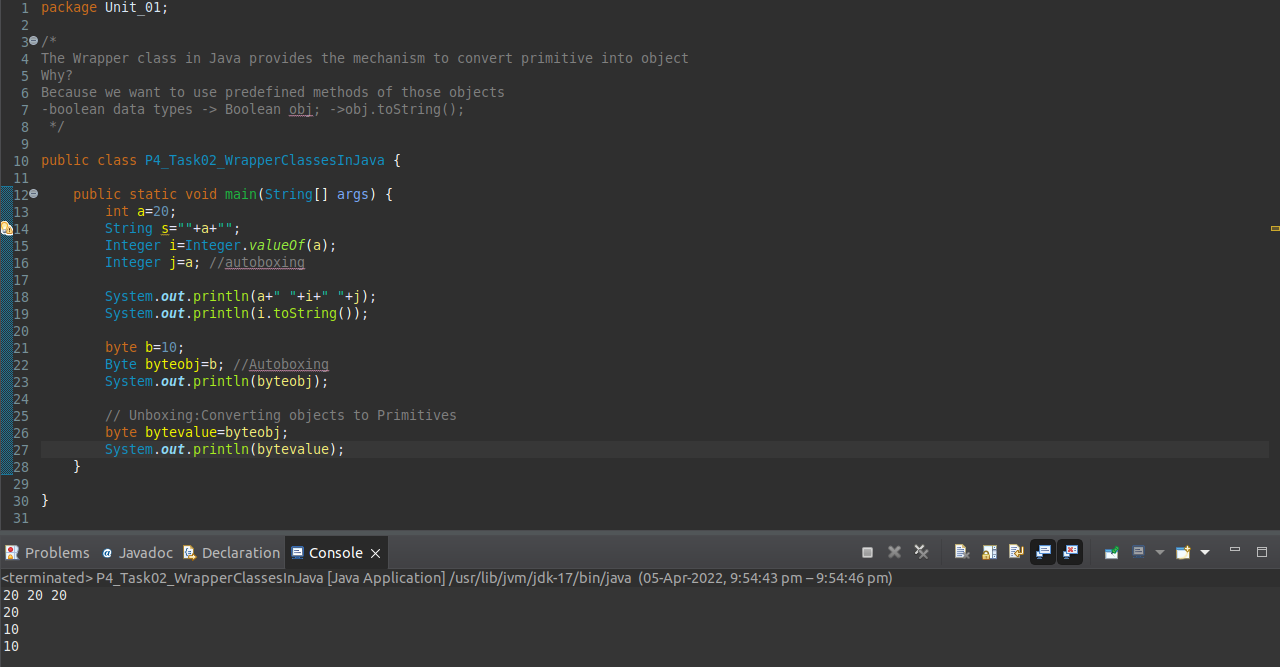 1 package Unit_01;
2
3 /*
4 The Wrapper class in Java provides the mechanism to convert primitive into object
5 Why?
6 Because we want to use predefined methods of those objects
7 -boolean data types -> Boolean obj; ->obj.toString();
8  */
9
10 public class P4_Task02_WrapperClassesInJava {
11
12     public static void main(String[] args) {
13         int a=20;
14         String s=""+a+"";
15         Integer i=Integer.valueOf(a);
16         Integer j=a; //autoboxing
17
18         System.out.println(a+" "+i+" "+j);
19         System.out.println(i.toString());
20
21         byte b=10;
22         Byte byteobj=b; //Autoboxing
23         System.out.println(byteobj);
24
25         // Unboxing:Converting objects to Primitives
26         byte bytevalue=byteobj;
27         System.out.println(bytevalue);
28     }
29
30 }
31
Problems Javadoc Declaration Console
<terminated> P4_Task02_WrapperClassesInJava [Java Application] /usr/lib/jvm/jdk-17/bin/java (05-Apr-2022, 9:54:43 pm – 9:54:46 pm)
20 20 20
20
10
10